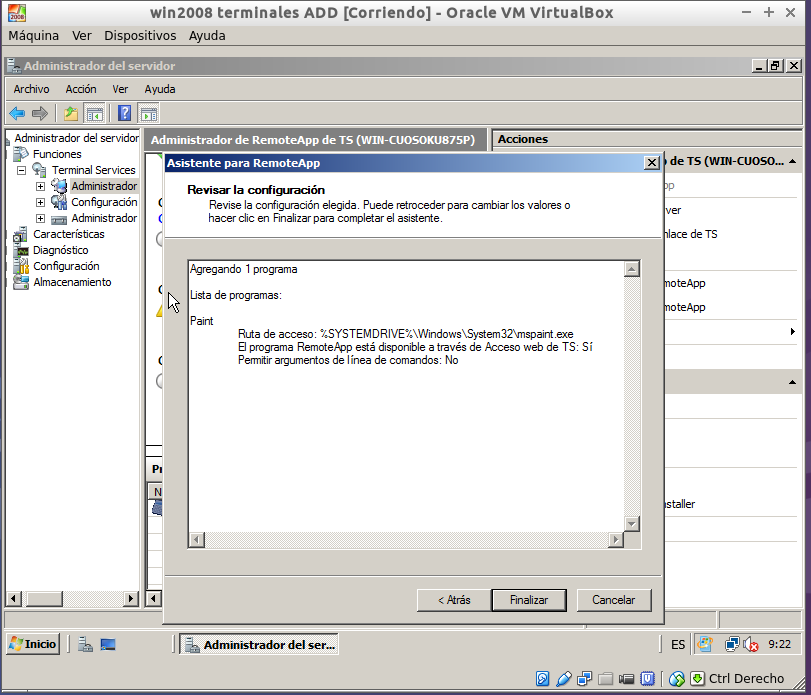 win2008 terminales ADD [Corriendo] - Oracle VM VirtualBox
Máquina Ver Dispositivos Ayuda
Administrador del servidor
Archivo Acción Ver Ayuda
Administrador del servidor
Funciones
Terminal Services
Administrador
Configuración
Administrador
Características
Diagnóstico
Configuración
Almacenamiento
Administrador de RemoteApp de TS (WIN-CUOSOKU875P)
Acciones
de TS (WIN-CUOSO...
Asistente para RemoteApp
Revisar la configuración
Revise la configuración elegida. Puede retroceder para cambiar los valores o
hacer clic en Finalizar para completar el asistente.
Agregando 1 programa
Lista de programas:
Paint
Ruta de acceso: %SYSTEMDRIVE%\Windows\System32\mspaint.exe
El programa RemoteApp está disponible a través de Acceso web de TS: Sí
Permitir argumentos de línea de comandos: No
ver
nlace de TS
moteApp
moteApp
nstaller
< Atrás Finalizar Cancelar
Inicio
Administrador del ser...
ES
9:22
Ctrl Derecho